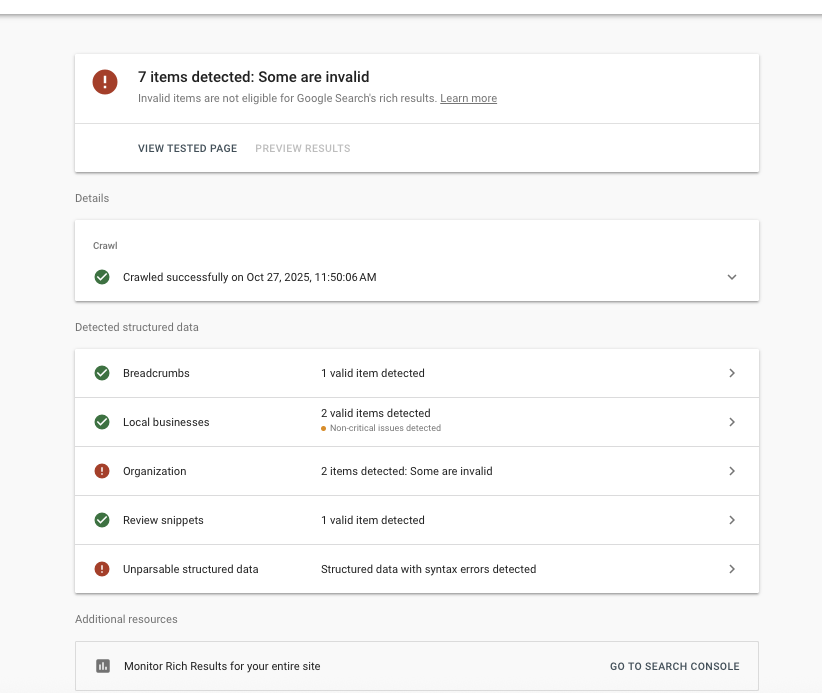 7 items detected: Some are invalid
Invalid items are not eligible for Google Search's rich results. Learn more
VIEW TESTED PAGE PREVIEW RESULTS
Details
Crawl
Crawled successfully on Oct 27, 2025, 11:50:06 AM
Detected structured data
Breadcrumbs 1 valid item detected
Local businesses 2 valid items detected
Non-critical issues detected
Organization 2 items detected: Some are invalid
Review snippets 1 valid item detected
Unparsable structured data Structured data with syntax errors detected
Additional resources
Monitor Rich Results for your entire site GO TO SEARCH CONSOLE